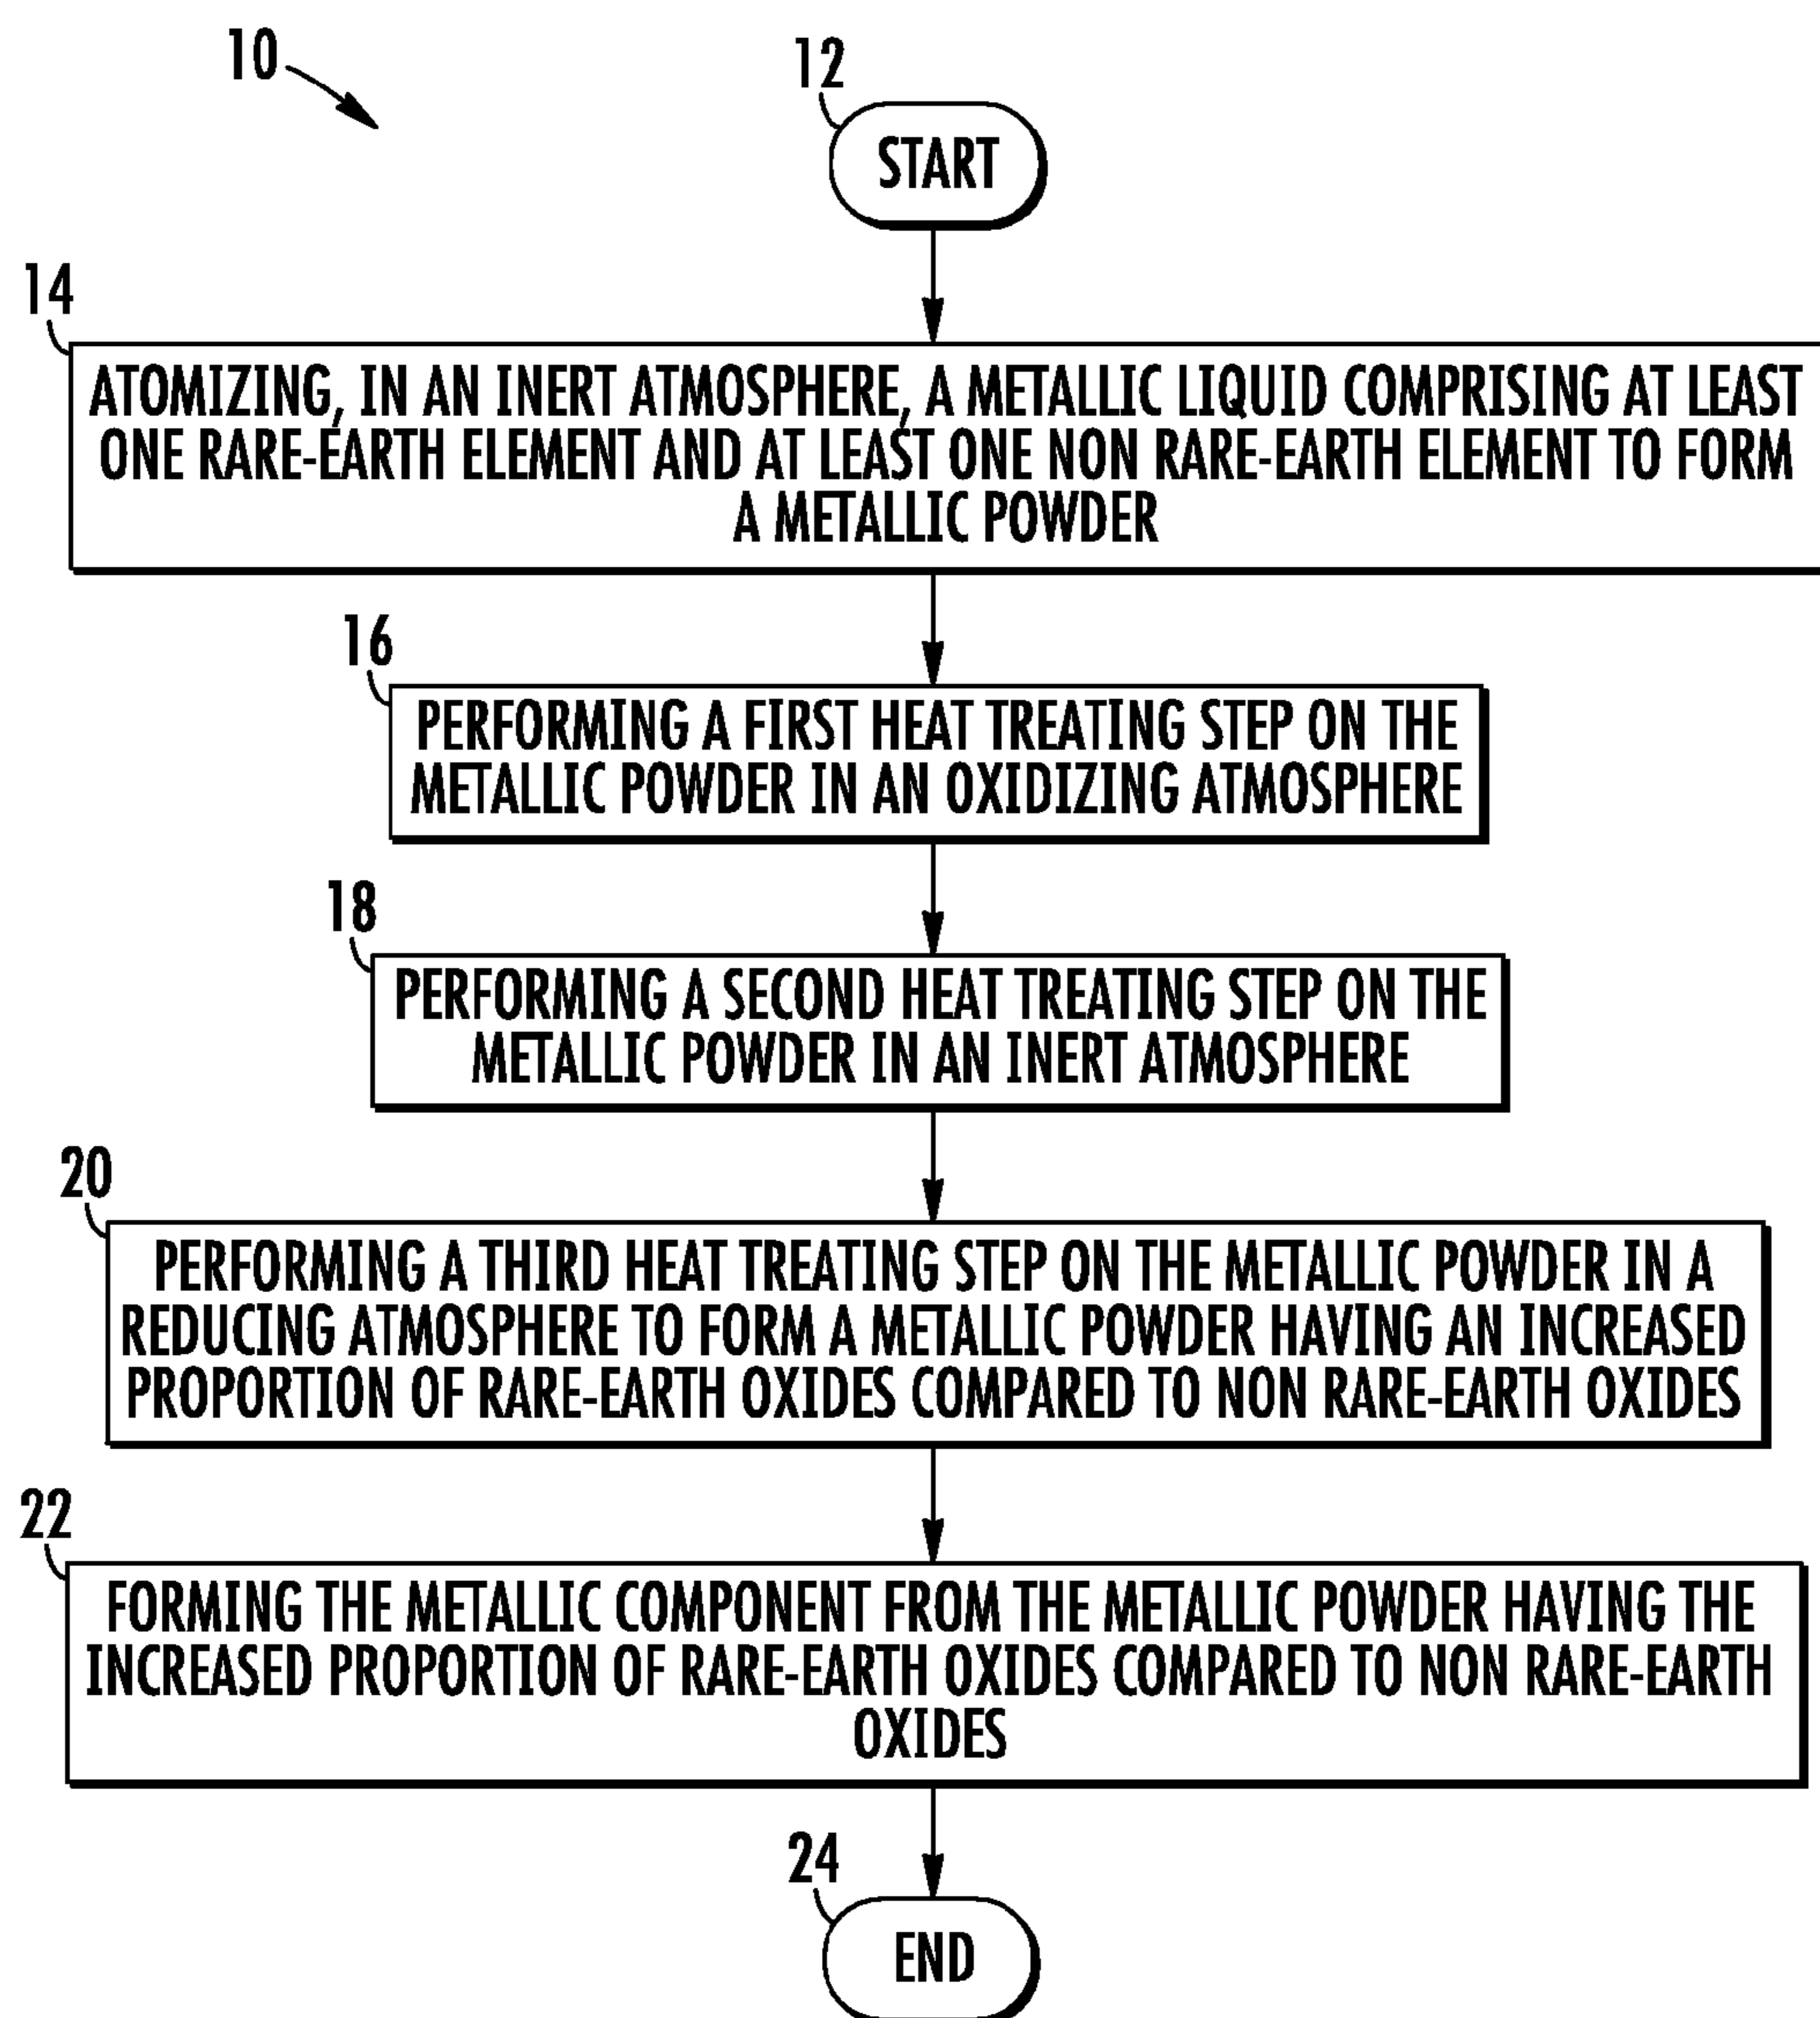 10
12
START
14
ATOMIZING, IN AN INERT ATMOSPHERE, A METALLIC LIQUID COMPRISING AT LEAST
ONE RARE-EARTH ELEMENT AND AT LEAST ONE NON RARE-EARTH ELEMENT TO FORM
A METALLIC POWDER
16
PERFORMING A FIRST HEAT TREATING STEP ON THE
METALLIC POWDER IN AN OXIDIZING ATMOSPHERE
18
PERFORMING A SECOND HEAT TREATING STEP ON THE
METALLIC POWDER IN AN INERT ATMOSPHERE
20
PERFORMING A THIRD HEAT TREATING STEP ON THE METALLIC POWDER IN A
REDUCING ATMOSPHERE TO FORM A METALLIC POWDER HAVING AN INCREASED
PROPORTION OF RARE-EARTH OXIDES COMPARED TO NON RARE-EARTH OXIDES
22
FORMING THE METALLIC COMPONENT FROM THE METALLIC POWDER HAVING THE
INCREASED PROPORTION OF RARE-EARTH OXIDES COMPARED TO NON RARE-EARTH
OXIDES
24
END